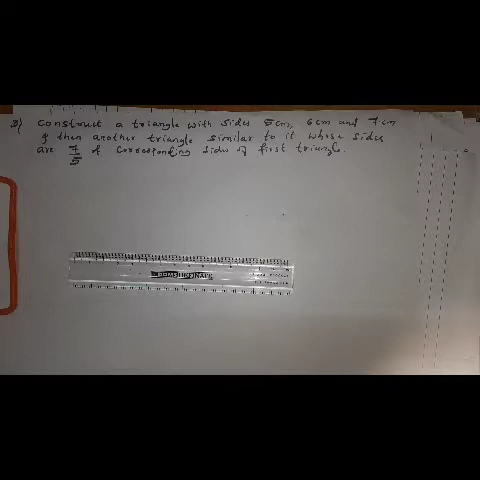 3) Construct a triangle with sides 5cm, 6cm and 7cm
& then another triangle similar to it whose sides
are 7/5 of corresponding sides of first triangle.